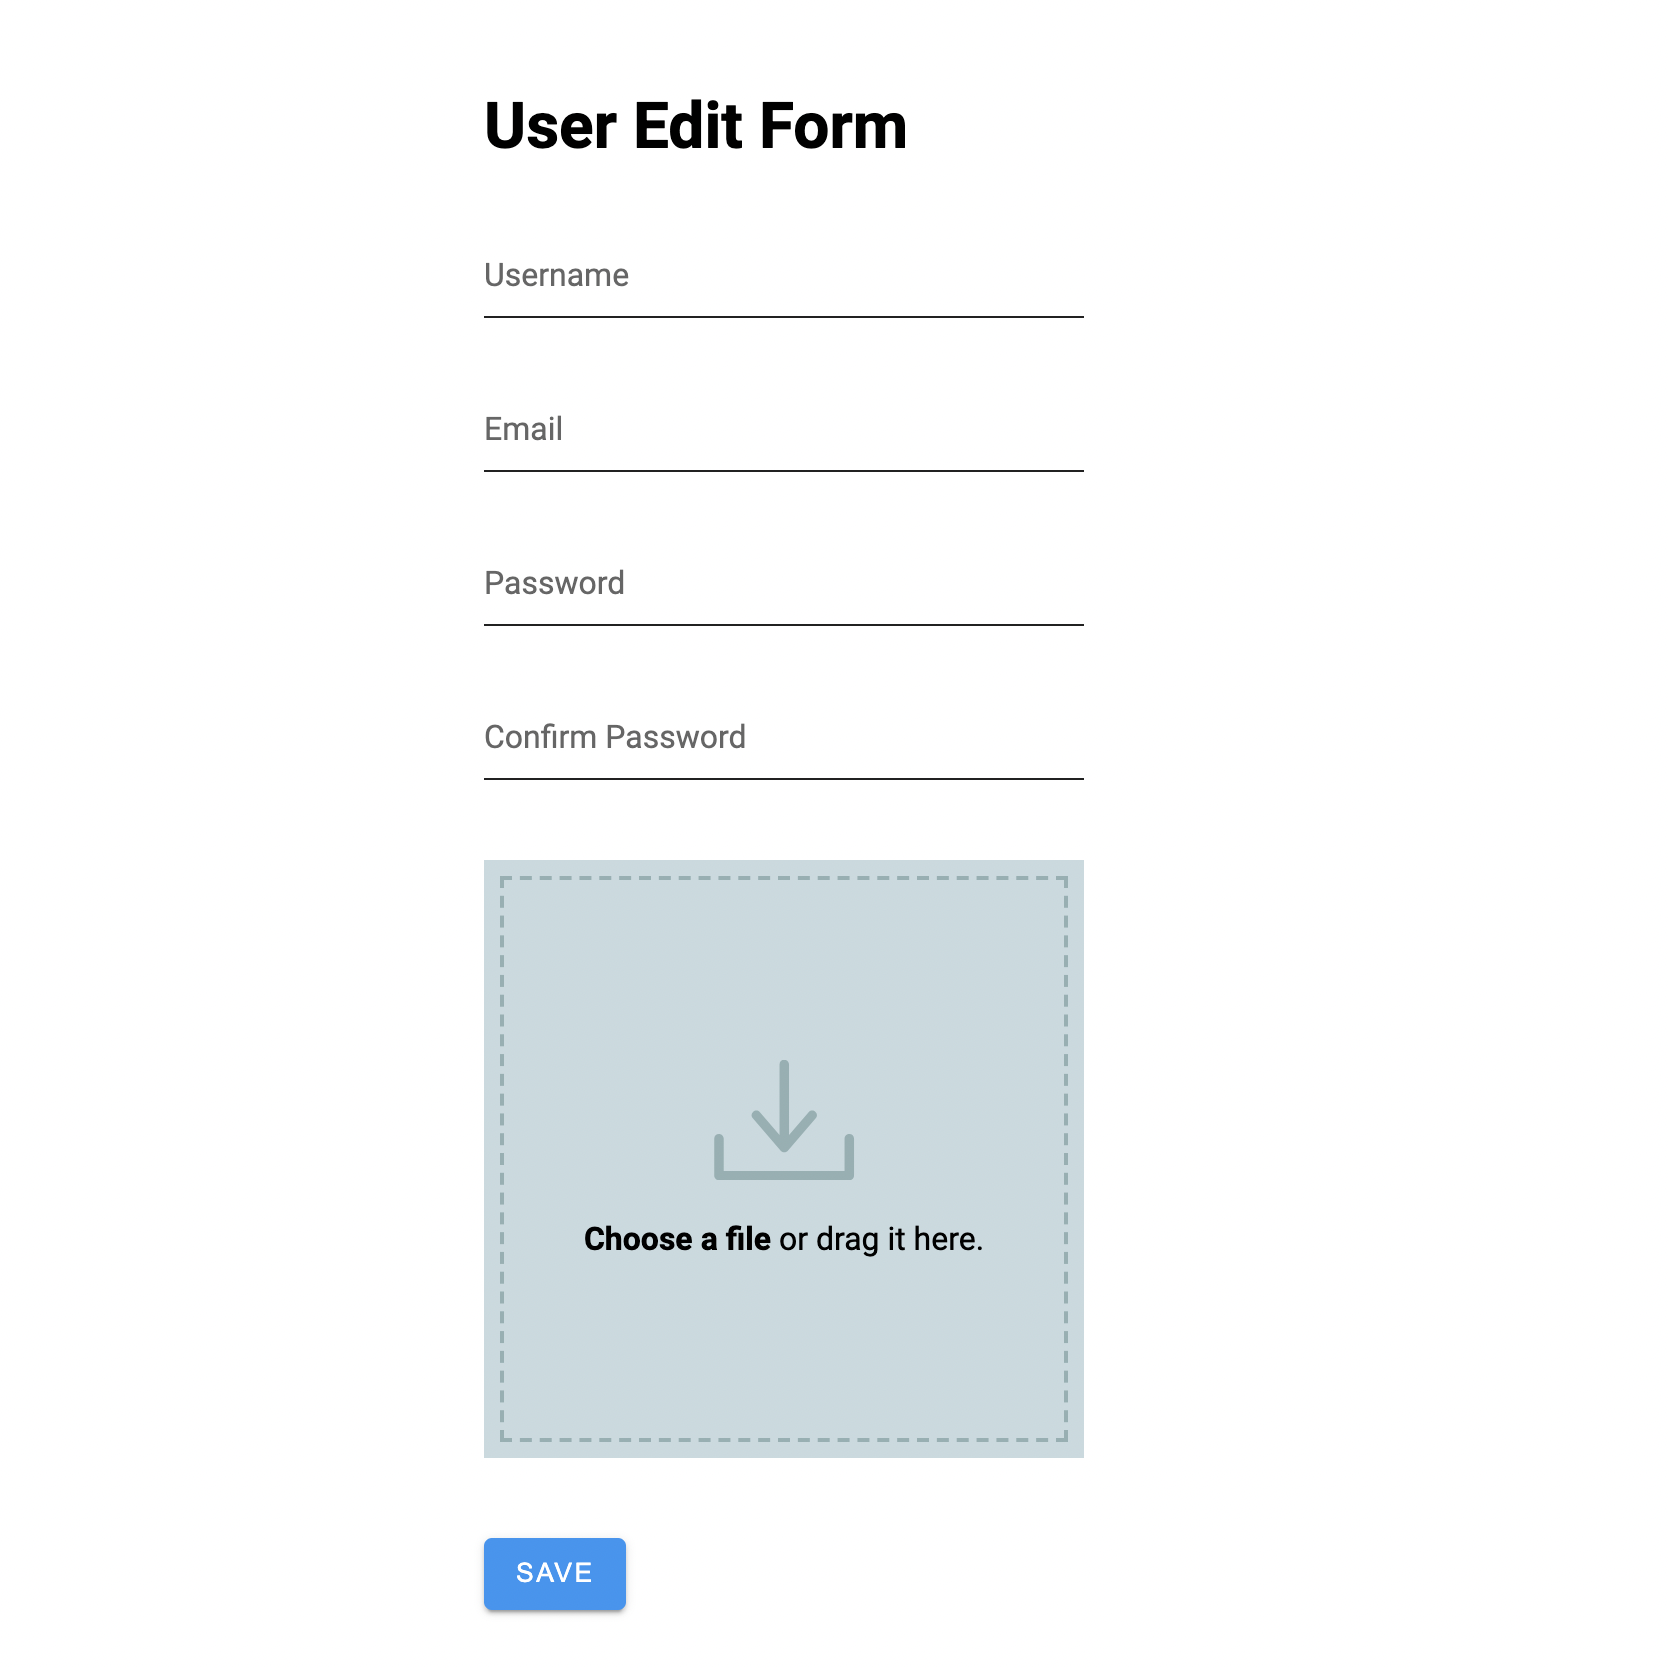 User Edit Form
Username
Email
Password
Confirm Password
Choose a file or drag it here.
SAVE